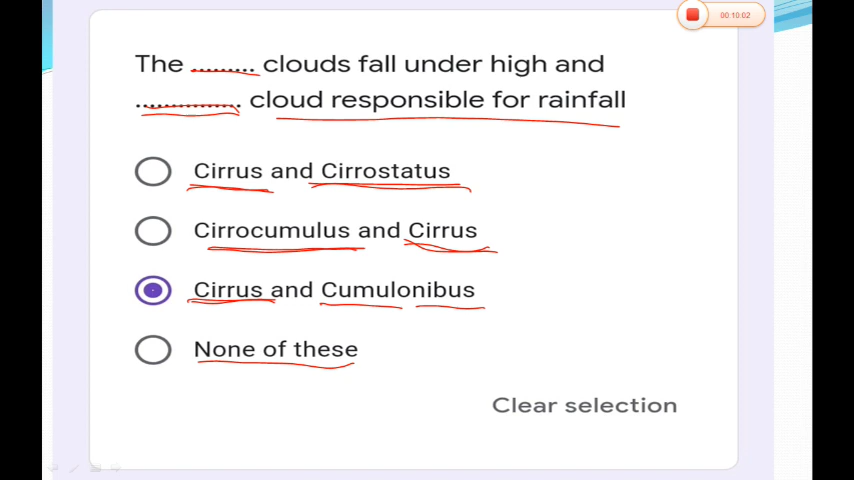 00:10:02
The ......... clouds fall under high and
................ cloud responsible for rainfall
Cirrus and Cirrostatus
Cirrocumulus and Cirrus
Cirrus and Cumulonibus
None of these
Clear selection